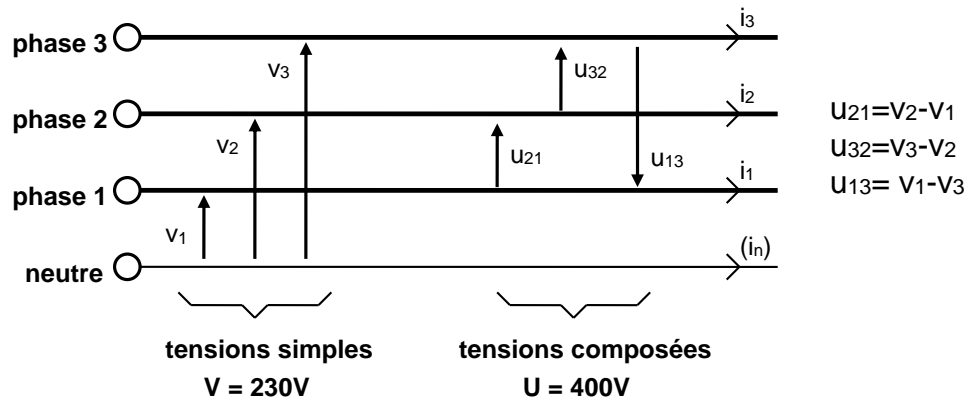 phase 3
i3
v3
u32
phase 2
i2
v2
u21
u13
u21=v2-v1
u32=v3-v2
u13= v1-v3
phase 1
i1
v1
neutre
(in)
tensions simples
V = 230V
tensions composées
U = 400V